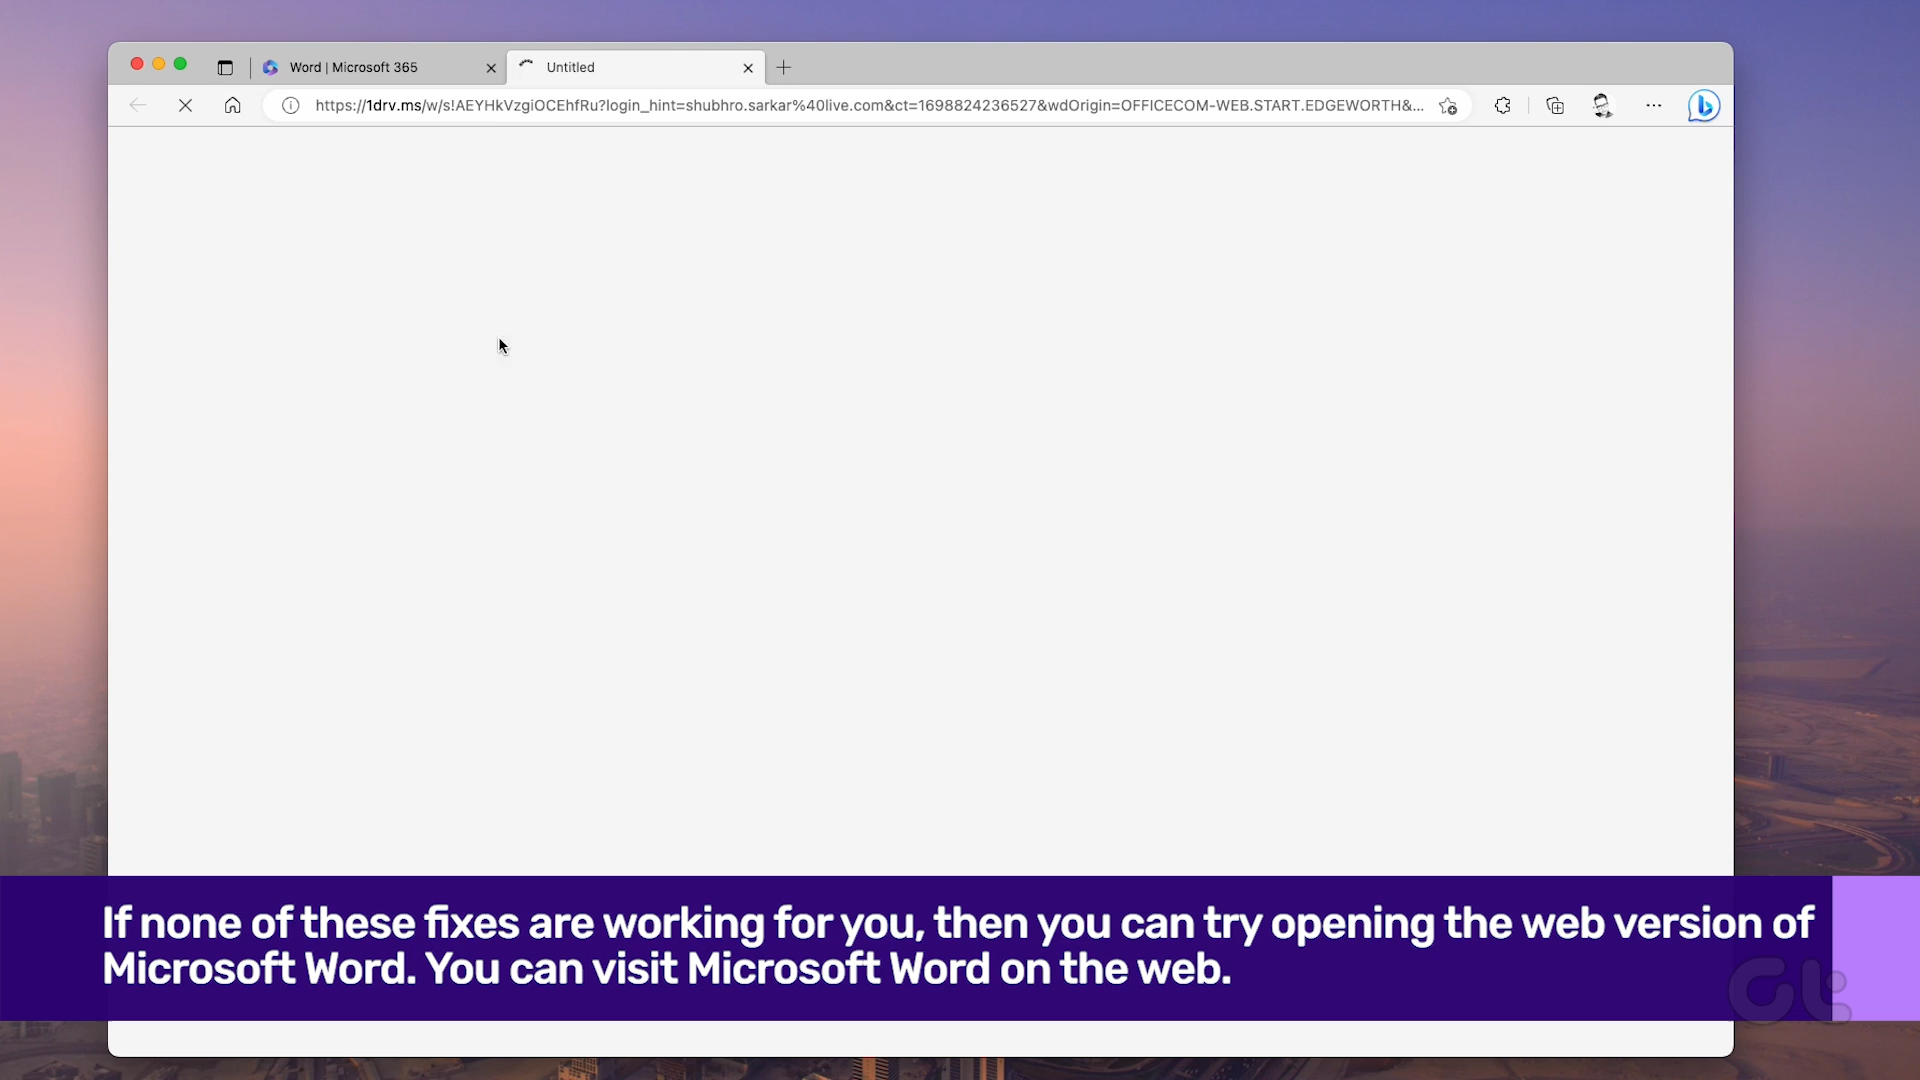 Word | Microsoft 365
Untitled
https://1drv.ms/w/s!AEYHkVzgiOCEhfRu?login_hint=shubhro.sarkar%40live.com&ct=1698824236527&wdOrigin=OFFICECOM-WEB.START.EDGEWORTH&...
If none of these fixes are working for you, then you can try opening the web version of
Microsoft Word. You can visit Microsoft Word on the web.
Gt